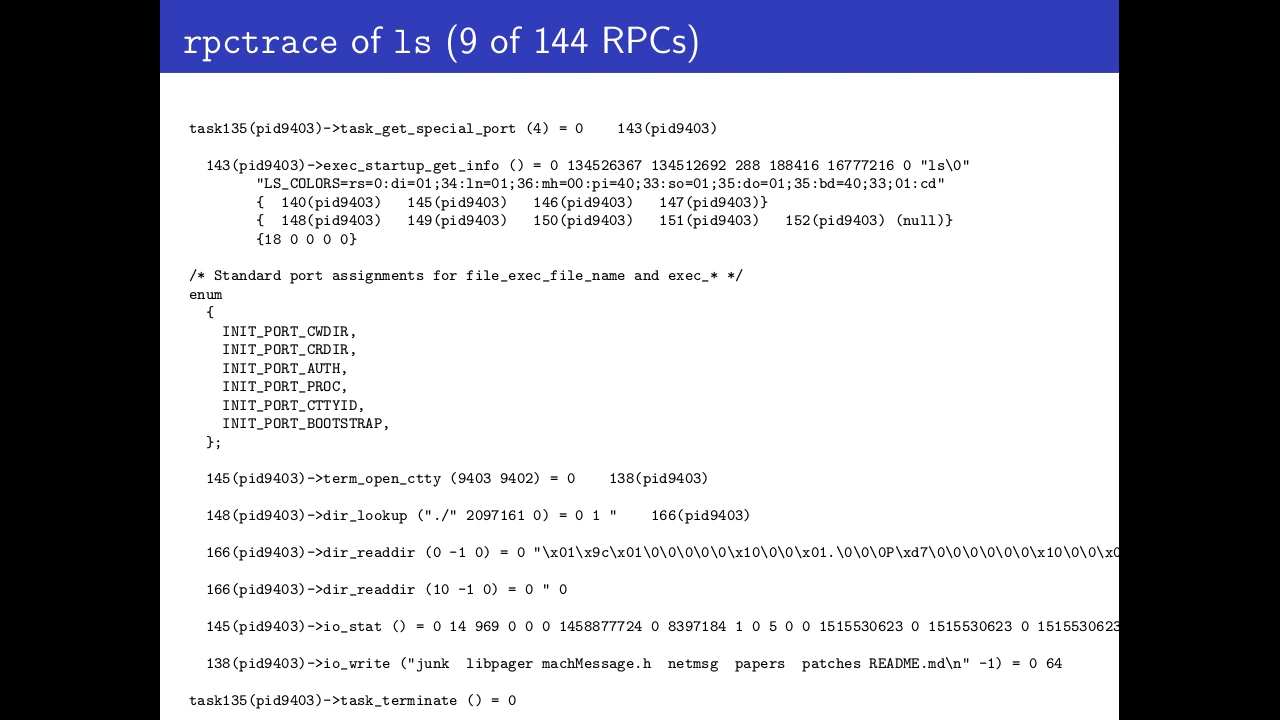 rpctrace of ls (9 of 144 RPCs)
task135(pid9403)->task_get_special_port (4) = 0    143(pid9403)
143(pid9403)->exec_startup_get_info () = 0 134526367 134512692 288 188416 16777216 0 "ls\0"
"LS_COLORS=rs=0:di=01;34:ln=01;36:mh=00:pi=40;33:so=01;35:do=01;35:bd=40;33;01:cd"
{  140(pid9403)   145(pid9403)   146(pid9403)   147(pid9403)}
{  148(pid9403)   149(pid9403)   150(pid9403)   151(pid9403)   152(pid9403) (null)}
{18 0 0 0 0}
/* Standard port assignments for file_exec_file_name and exec_* */
enum
{
INIT_PORT_CWDIR,
INIT_PORT_CRDIR,
INIT_PORT_AUTH,
INIT_PORT_PROC,
INIT_PORT_CTTYID,
INIT_PORT_BOOTSTRAP,
};
145(pid9403)->term_open_ctty (9403 9402) = 0    138(pid9403)
148(pid9403)->dir_lookup ("./" 2097161 0) = 0 1 "    166(pid9403)
166(pid9403)->dir_readdir (0 -1 0) = 0 "\x01\x9c\x01\0\0\0\0\0\x10\0\0\x01.\0\0\0P\xd7\0\0\0\0\0\0\x10\0\0\x0
166(pid9403)->dir_readdir (10 -1 0) = 0 " 0
145(pid9403)->io_stat () = 0 14 969 0 0 0 1458877724 0 8397184 1 0 5 0 0 1515530623 0 1515530623 0 1515530623
138(pid9403)->io_write ("junk  libpager machMessage.h  netmsg  papers  patches README.md\n" -1) = 0 64
task135(pid9403)->task_terminate () = 0